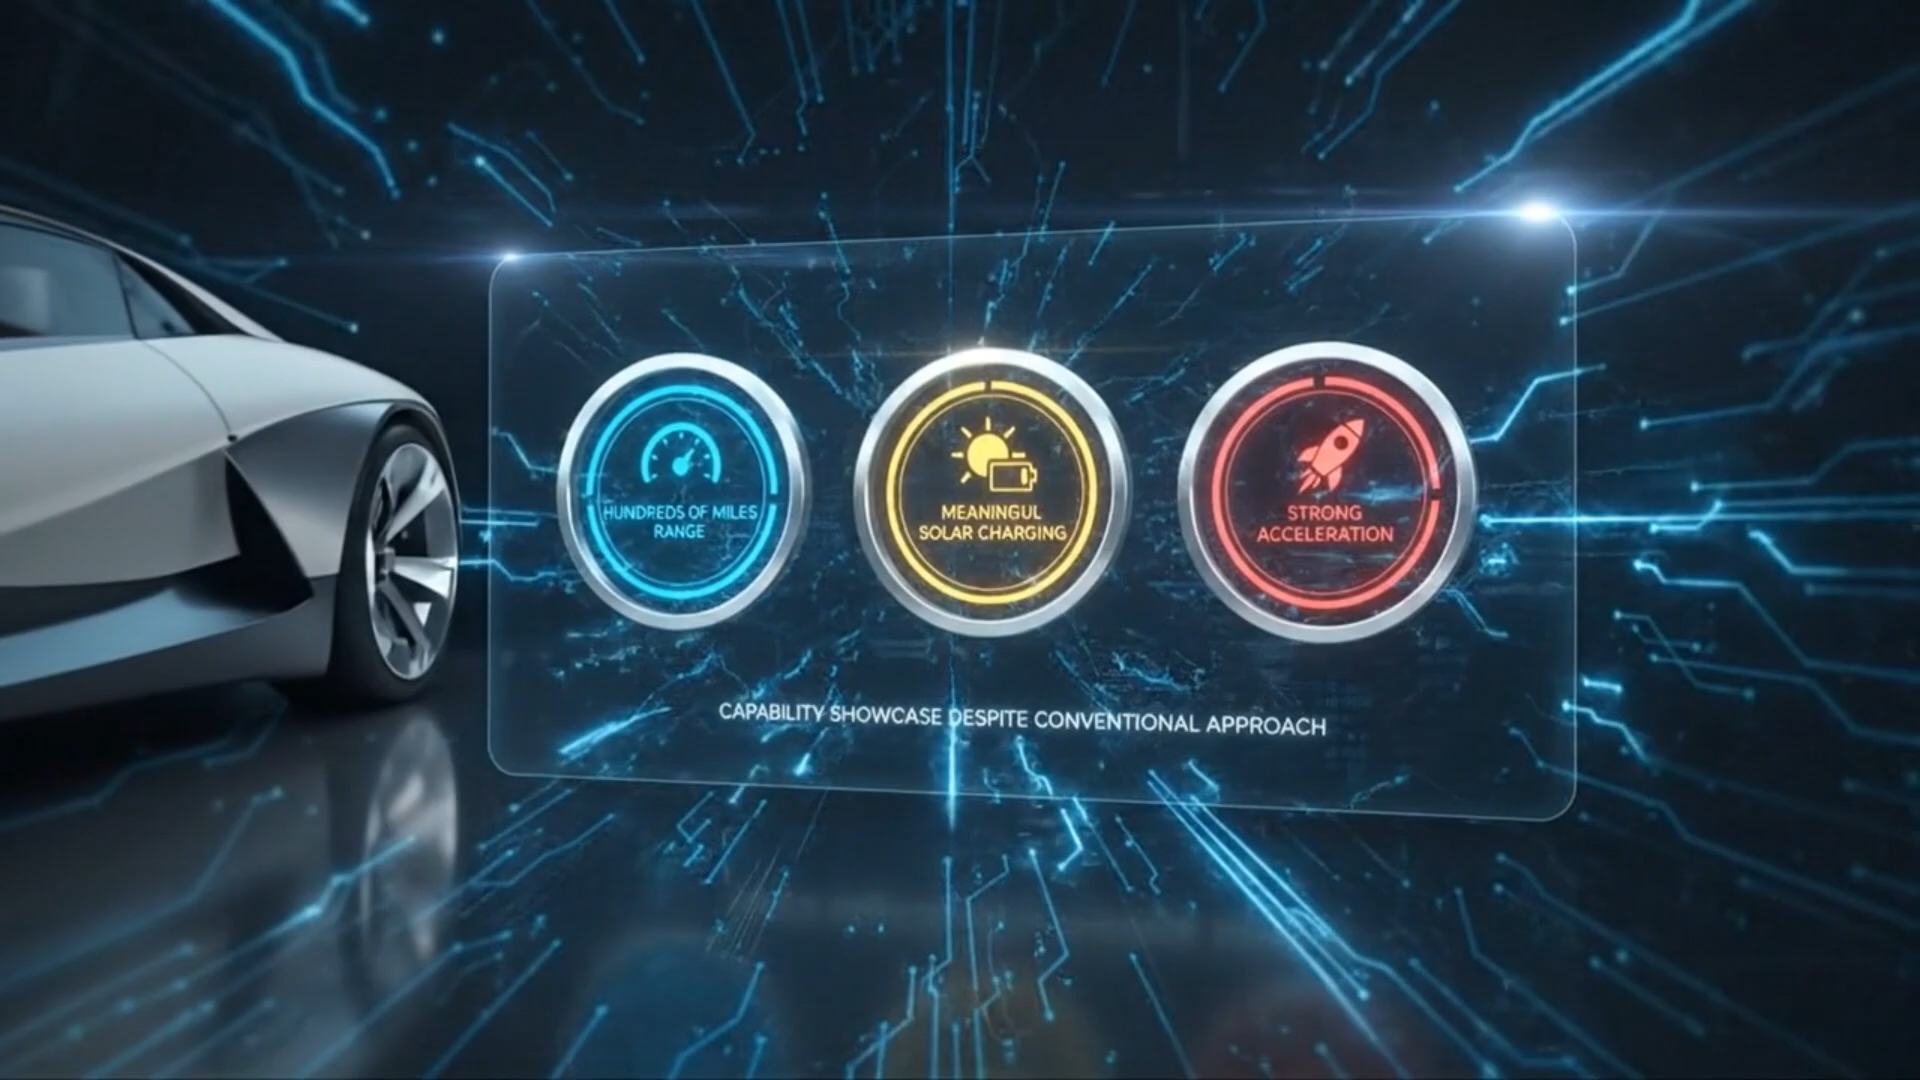 HUNDREDS OF MILES
RANGE
MEANINGUL
SOLAR CHARGING
STRONG
ACCELERATION
CAPABILITY SHOWCASE DESPITE CONVENTIONAL APPROACH